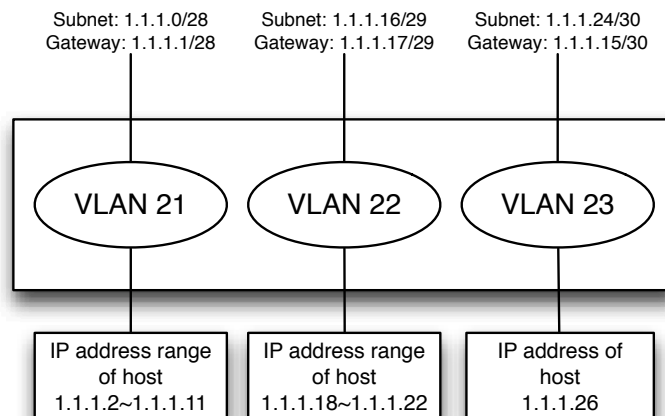 Subnet: 1.1.1.0/28
Gateway: 1.1.1.1/28
Subnet: 1.1.1.16/29
Gateway: 1.1.1.17/29
Subnet: 1.1.1.24/30
Gateway: 1.1.1.15/30
VLAN 21
VLAN 22
VLAN 23
IP address range
of host
1.1.1.2~1.1.1.11
IP address range
of host
1.1.1.18~1.1.1.22
IP address of
host
1.1.1.26